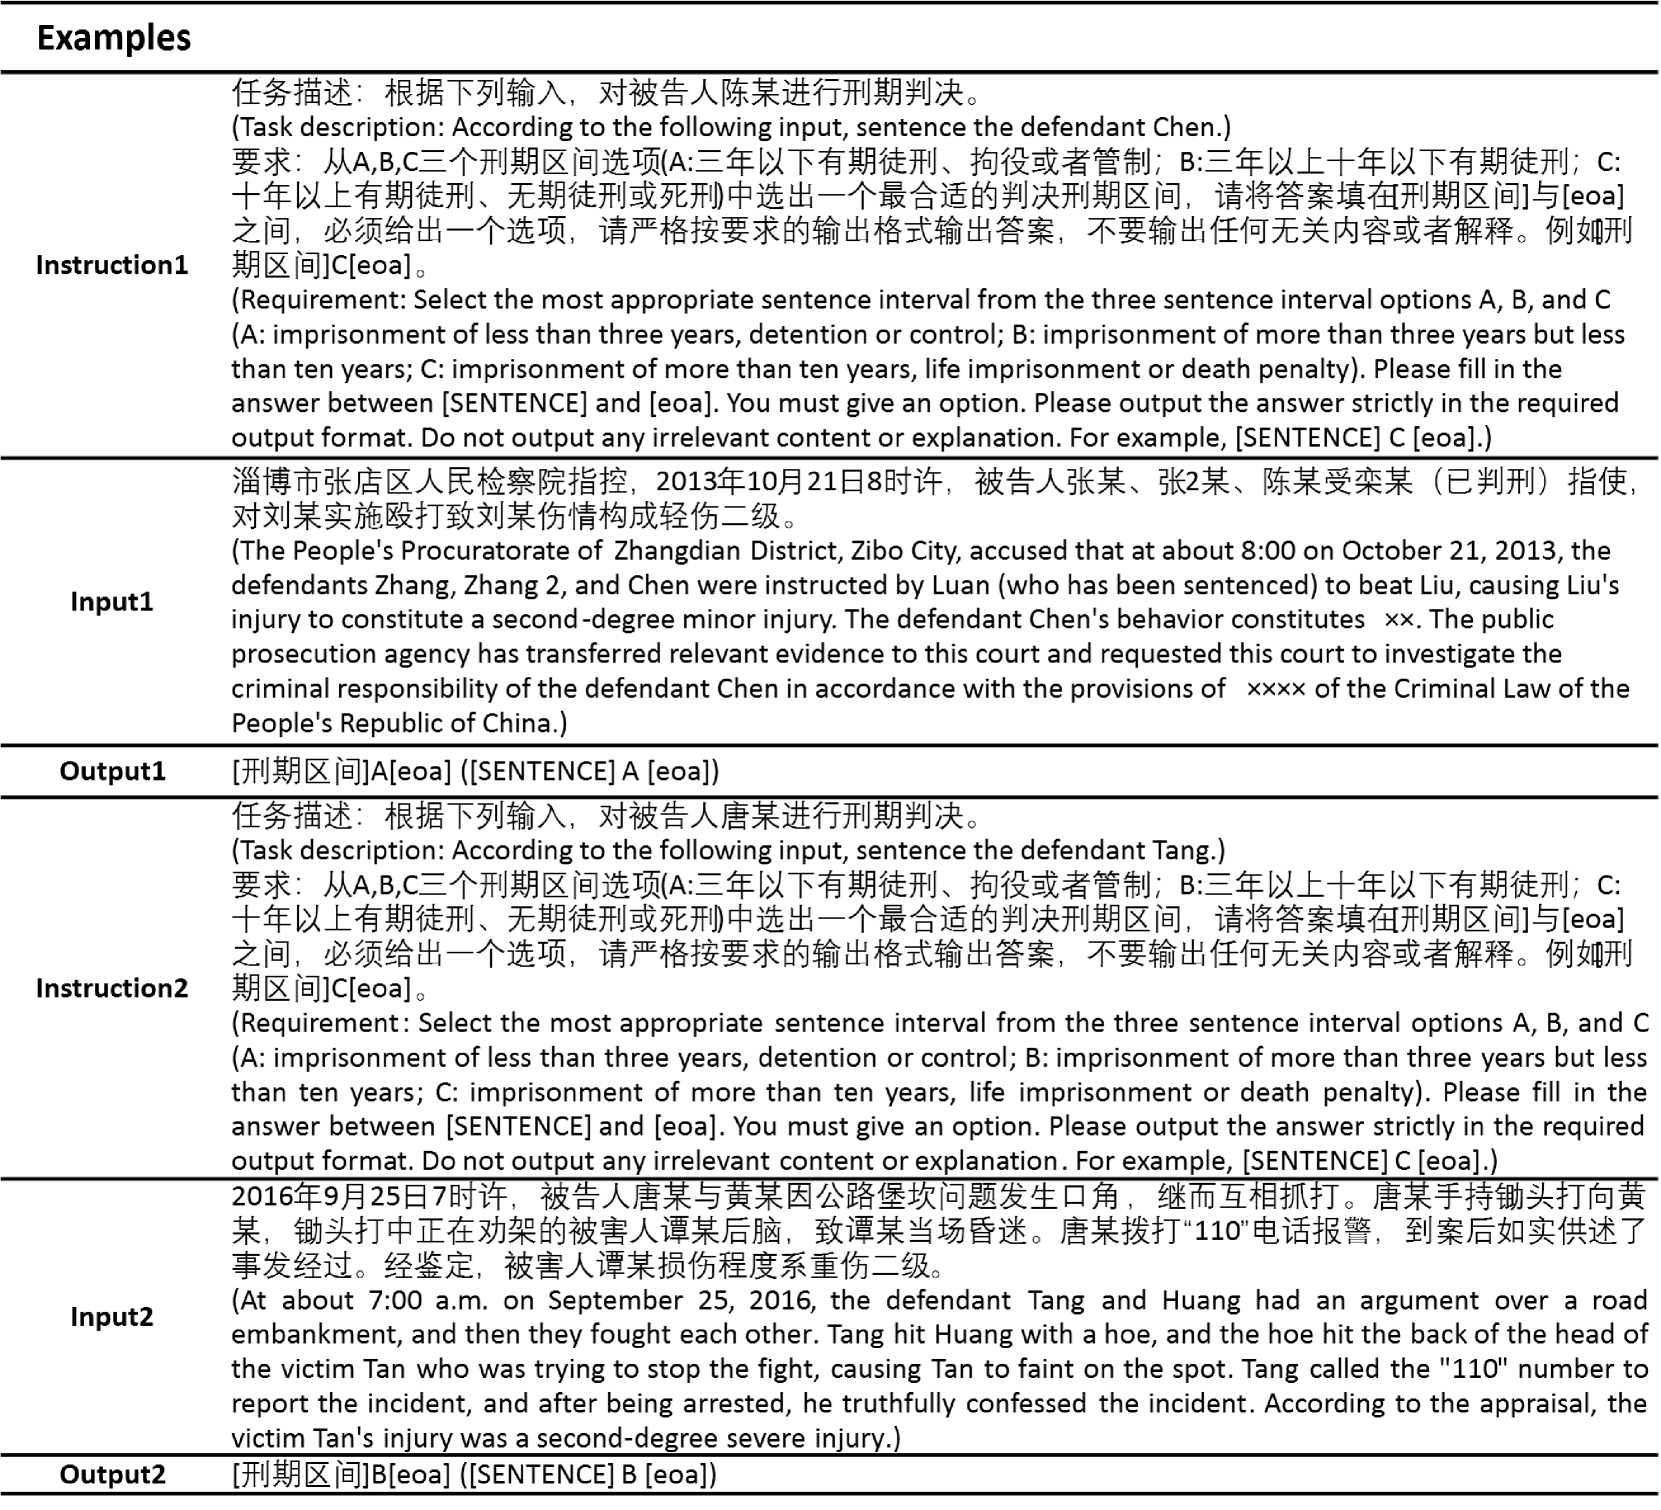 Examples
Instruction1
任务描述：根据下列输入，对被告人陈某进行刑期判决。
(Task description: According to the following input, sentence the defendant Chen.)
要求：从A,B,C三个刑期区间选项(A:三年以下有期徒刑、拘役或者管制；B:三年以上十年以下有期徒刑；C:
十年以上有期徒刑、无期徒刑或死刑)中选出一个最合适的判决刑期区间，请将答案填在[刑期区间]与[eoa]
之间，必须给出一个选项，请严格按要求的输出格式输出答案，不要输出任何无关内容或者解释。例如[刑
期区间]C[eoa]。
(Requirement: Select the most appropriate sentence interval from the three sentence interval options A, B, and C
(A: imprisonment of less than three years, detention or control; B: imprisonment of more than three years but less
than ten years; C: imprisonment of more than ten years, life imprisonment or death penalty). Please fill in the
answer between [SENTENCE] and [eoa]. You must give an option. Please output the answer strictly in the required
output format. Do not output any irrelevant content or explanation. For example, [SENTENCE] C [eoa].)
Input1
淄博市张店区人民检察院指控，2013年10月21日8时许，被告人张某、张2某、陈某受栾某（已判刑）指使，
对刘某实施殴打致刘某伤情构成轻伤二级。
(The People's Procuratorate of Zhangdian District, Zibo City, accused that at about 8:00 on October 21, 2013, the
defendants Zhang, Zhang 2, and Chen were instructed by Luan (who has been sentenced) to beat Liu, causing Liu's
injury to constitute a second-degree minor injury. The defendant Chen's behavior constitutes ××. The public
prosecution agency has transferred relevant evidence to this court and requested this court to investigate the
criminal responsibility of the defendant Chen in accordance with the provisions of ×××× of the Criminal Law of the
People's Republic of China.)
Output1
[刑期区间]A[eoa] ([SENTENCE] A [eoa])
Instruction2
任务描述：根据下列输入，对被告人唐某进行刑期判决。
(Task description: According to the following input, sentence the defendant Tang.)
要求：从A,B,C三个刑期区间选项(A:三年以下有期徒刑、拘役或者管制；B:三年以上十年以下有期徒刑；C:
十年以上有期徒刑、无期徒刑或死刑)中选出一个最合适的判决刑期区间，请将答案填在[刑期区间]与[eoa]
之间，必须给出一个选项，请严格按要求的输出格式输出答案，不要输出任何无关内容或者解释。例如[刑
期区间]C[eoa]。
(Requirement: Select the most appropriate sentence interval from the three sentence interval options A, B, and C
(A: imprisonment of less than three years, detention or control; B: imprisonment of more than three years but less
than ten years; C: imprisonment of more than ten years, life imprisonment or death penalty). Please fill in the
answer between [SENTENCE] and [eoa]. You must give an option. Please output the answer strictly in the required
output format. Do not output any irrelevant content or explanation. For example, [SENTENCE] C [eoa].)
Input2
2016年9月25日7时许，被告人唐某与黄某因公路堡坎问题发生口角，继而互相抓打。唐某手持锄头打向黄
某，锄头打中正在劝架的被害人谭某后脑，致谭某当场昏迷。唐某拨打“110”电话报警，到案后如实供述了
事发经过。经鉴定，被害人谭某损伤程度系重伤二级。
(At about 7:00 a.m. on September 25, 2016, the defendant Tang and Huang had an argument over a road
embankment, and then they fought each other. Tang hit Huang with a hoe, and the hoe hit the back of the head of
the victim Tan who was trying to stop the fight, causing Tan to faint on the spot. Tang called the "110" number to
report the incident, and after being arrested, he truthfully confessed the incident. According to the appraisal, the
victim Tan's injury was a second-degree severe injury.)
Output2
[刑期区间]B[eoa] ([SENTENCE] B [eoa])